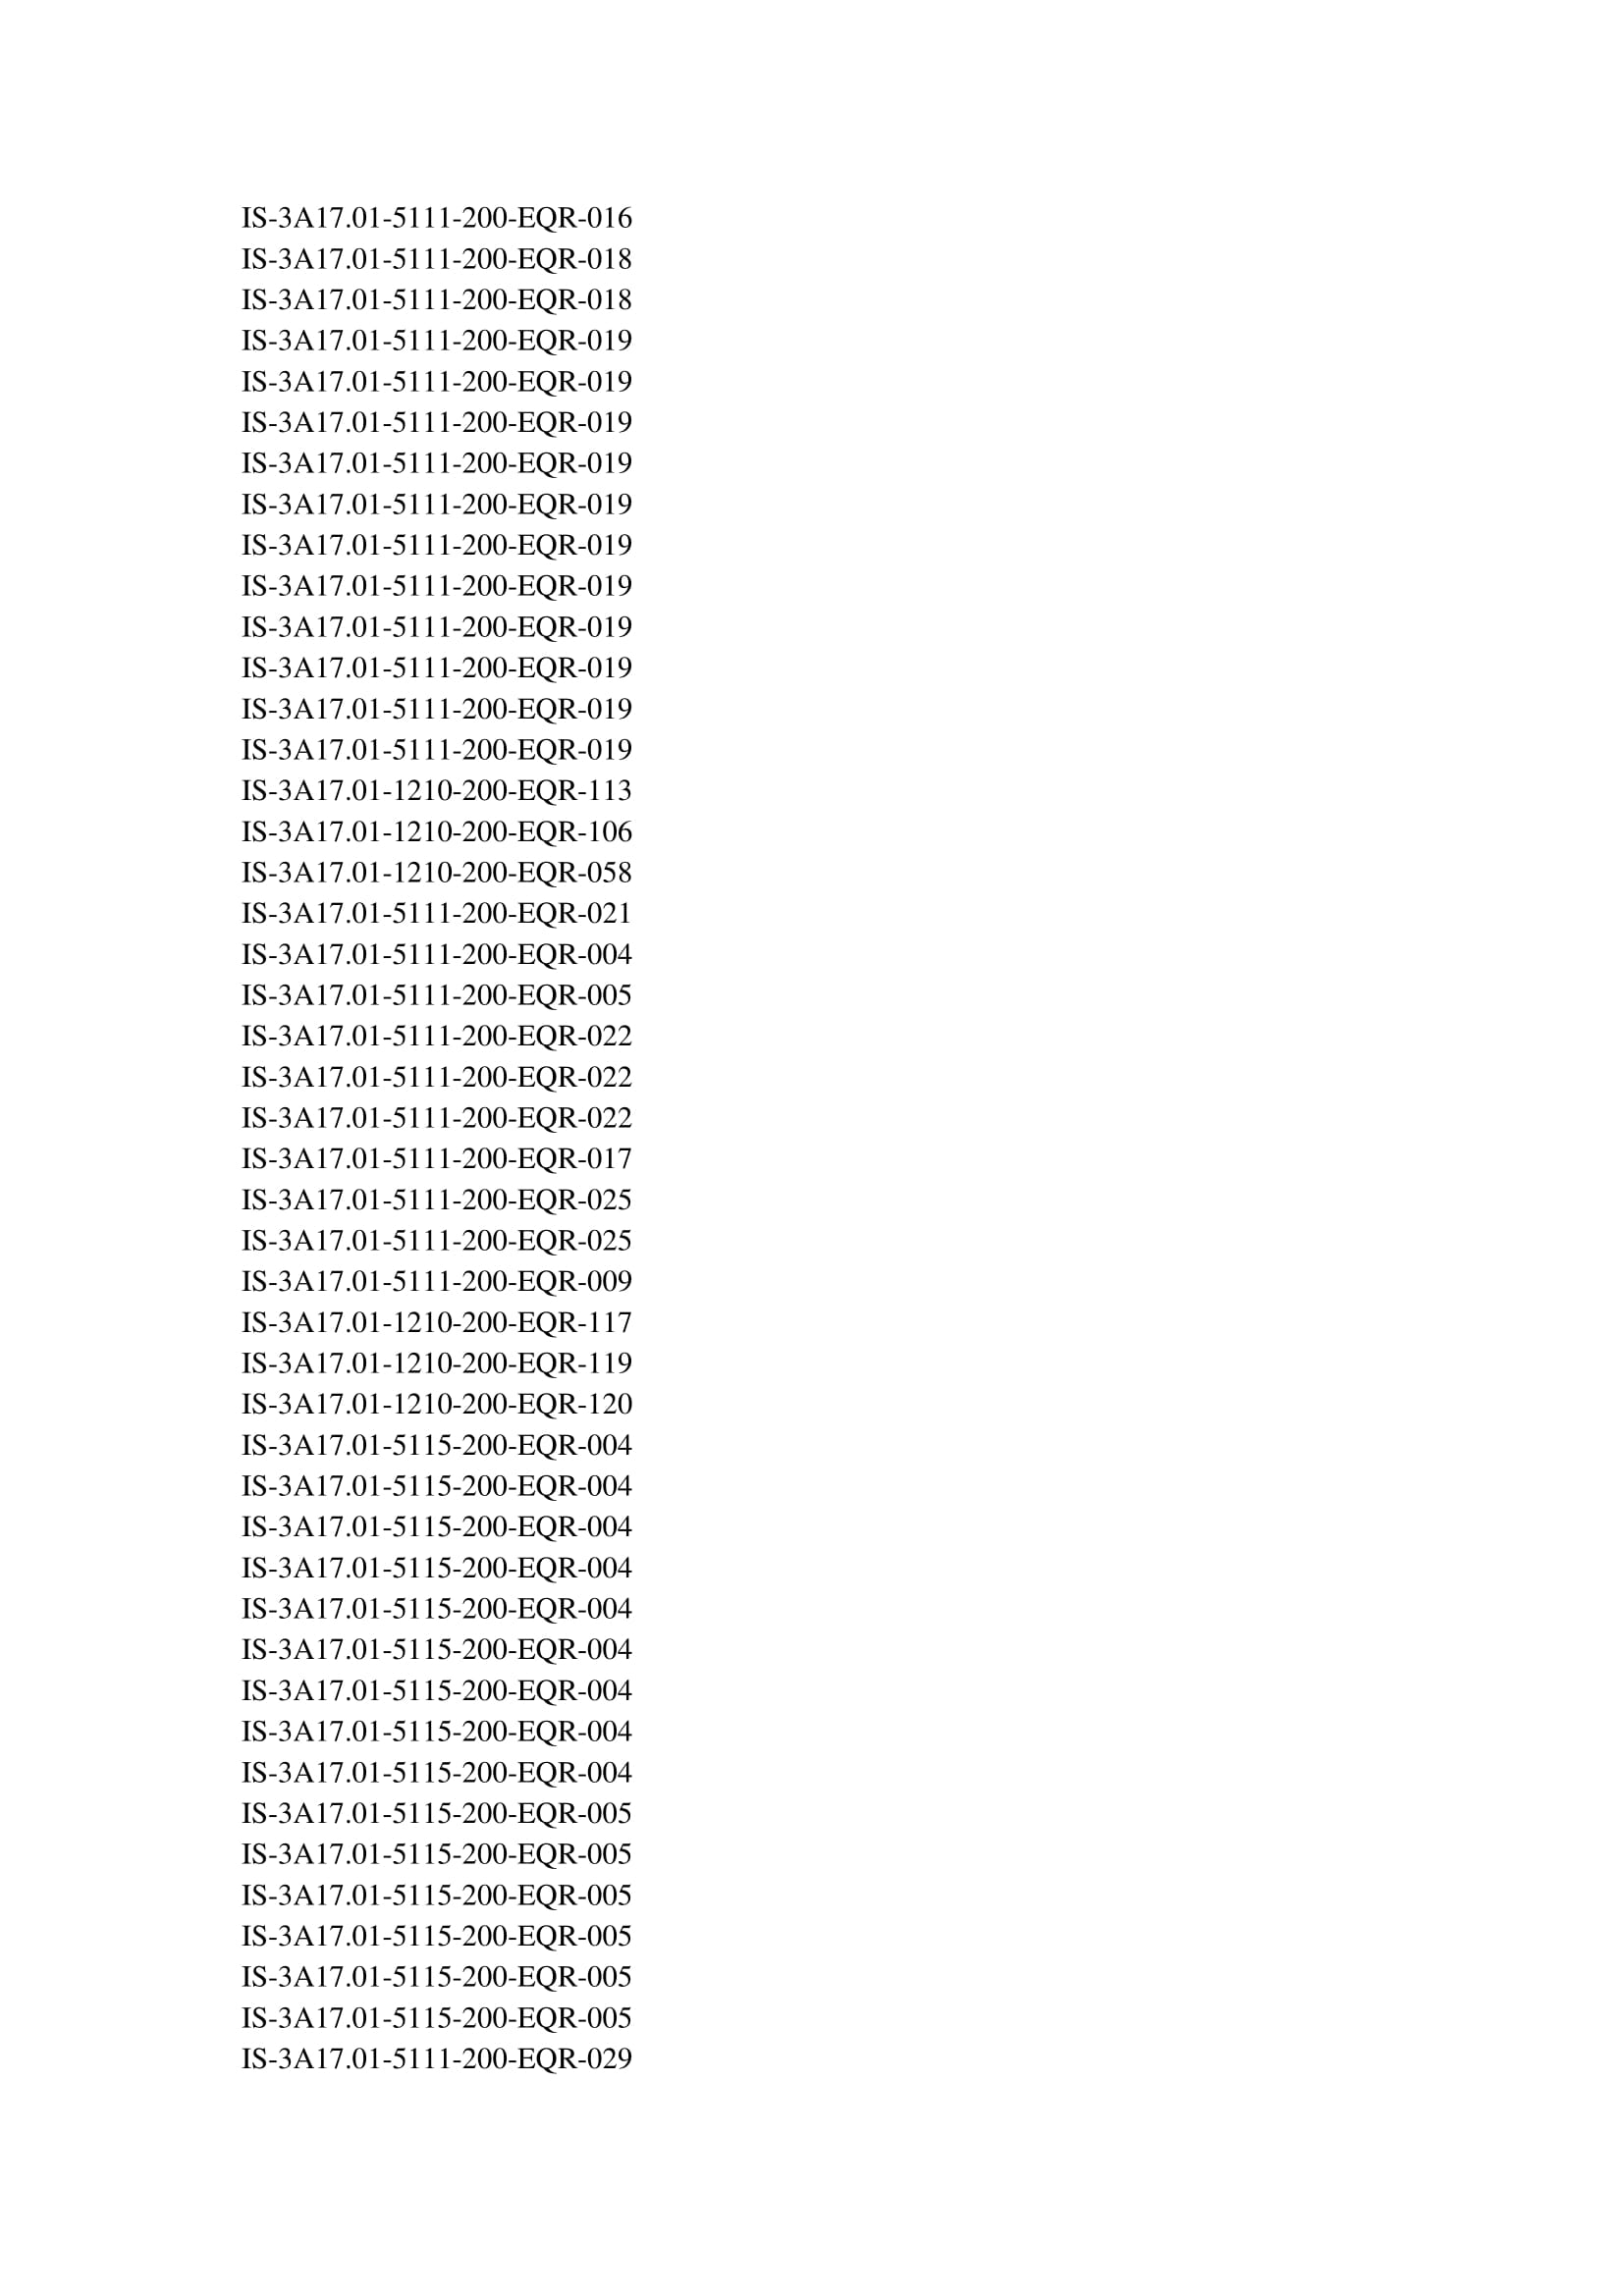 IS-3A17.01-5111-200-EQR-016
IS-3A17.01-5111-200-EQR-018
IS-3A17.01-5111-200-EQR-018
IS-3A17.01-5111-200-EQR-019
IS-3A17.01-5111-200-EQR-019
IS-3A17.01-5111-200-EQR-019
IS-3A17.01-5111-200-EQR-019
IS-3A17.01-5111-200-EQR-019
IS-3A17.01-5111-200-EQR-019
IS-3A17.01-5111-200-EQR-019
IS-3A17.01-5111-200-EQR-019
IS-3A17.01-5111-200-EQR-019
IS-3A17.01-5111-200-EQR-019
IS-3A17.01-5111-200-EQR-019
IS-3A17.01-1210-200-EQR-113
IS-3A17.01-1210-200-EQR-106
IS-3A17.01-1210-200-EQR-058
IS-3A17.01-5111-200-EQR-021
IS-3A17.01-5111-200-EQR-004
IS-3A17.01-5111-200-EQR-005
IS-3A17.01-5111-200-EQR-022
IS-3A17.01-5111-200-EQR-022
IS-3A17.01-5111-200-EQR-022
IS-3A17.01-5111-200-EQR-017
IS-3A17.01-5111-200-EQR-025
IS-3A17.01-5111-200-EQR-025
IS-3A17.01-5111-200-EQR-009
IS-3A17.01-1210-200-EQR-117
IS-3A17.01-1210-200-EQR-119
IS-3A17.01-1210-200-EQR-120
IS-3A17.01-5115-200-EQR-004
IS-3A17.01-5115-200-EQR-004
IS-3A17.01-5115-200-EQR-004
IS-3A17.01-5115-200-EQR-004
IS-3A17.01-5115-200-EQR-004
IS-3A17.01-5115-200-EQR-004
IS-3A17.01-5115-200-EQR-004
IS-3A17.01-5115-200-EQR-004
IS-3A17.01-5115-200-EQR-004
IS-3A17.01-5115-200-EQR-005
IS-3A17.01-5115-200-EQR-005
IS-3A17.01-5115-200-EQR-005
IS-3A17.01-5115-200-EQR-005
IS-3A17.01-5115-200-EQR-005
IS-3A17.01-5115-200-EQR-005
IS-3A17.01-5111-200-EQR-029